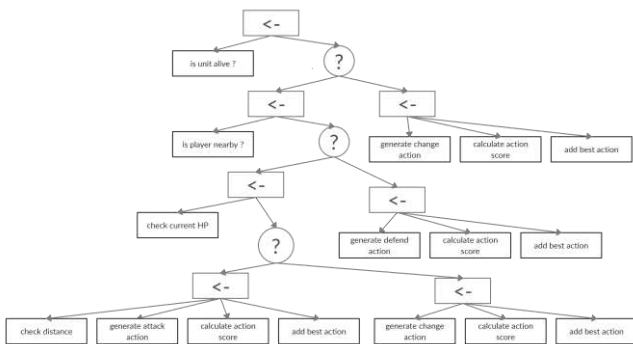 <-
is unit alive ?
?
<-
<-
is player nearby ?
?
generate change
action
calculate action
score
add best action
<-
<-
check current HP
?
generate defend
action
calculate action
score
add best action
<-
<-
check distance
generate attack
action
calculate action
score
add best action
generate change
action
calculate action
score
add best action